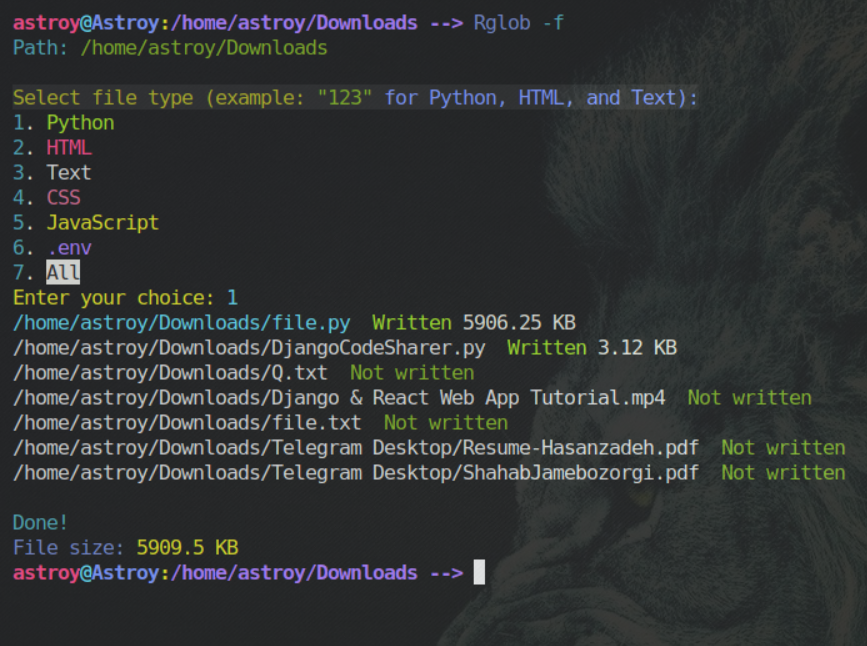 astroy@Astroy:/home/astroy/Downloads --> Rglob -f
Path: /home/astroy/Downloads
Select file type (example: "123" for Python, HTML, and Text):
1. Python
2. HTML
3. Text
4. CSS
5. JavaScript
6. .env
7. All
Enter your choice: 1
/home/astroy/Downloads/file.py  Written 5906.25 KB
/home/astroy/Downloads/DjangoCodeSharer.py  Written 3.12 KB
/home/astroy/Downloads/Q.txt  Not written
/home/astroy/Downloads/Django & React Web App Tutorial.mp4  Not written
/home/astroy/Downloads/file.txt  Not written
/home/astroy/Downloads/Telegram Desktop/Resume-Hasanzadeh.pdf  Not written
/home/astroy/Downloads/Telegram Desktop/ShahabJamebozorgi.pdf  Not written
Done!
File size: 5909.5 KB
astroy@Astroy:/home/astroy/Downloads -->